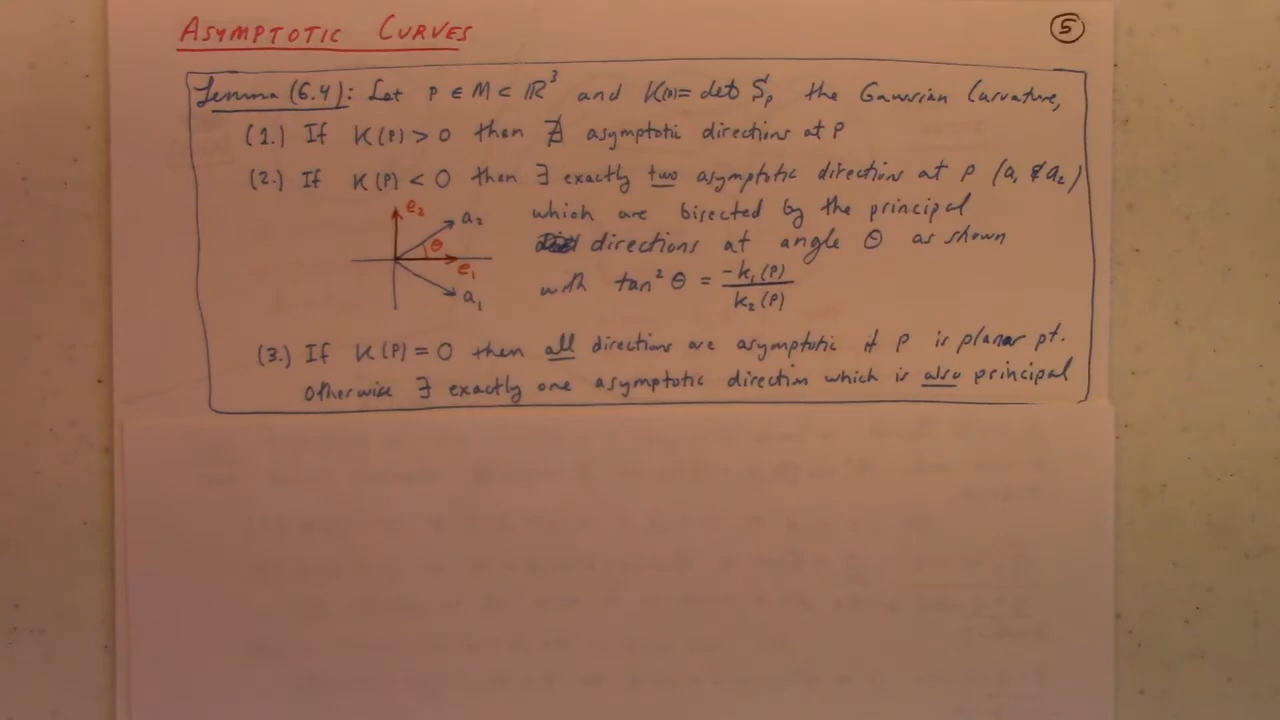 ASYMPTOTIC CURVES
5
Lemma (6.4): Let p ∈ M ⊂ ℝ³ and K(p) = det Sₚ the Gaussian Curvature,
(1.) If K(p) > 0 then ∄ asymptotic directions at p
(2.) If K(p) < 0 then ∃ exactly two asymptotic directions at p (a₁ & a₂)
which are bisected by the principal
directions at angle θ as shown
with tan² θ = -k₁(p) / k₂(p)
e₂
a₂
θ
e₁
a₁
(3.) If K(p) = 0 then all directions are asymptotic if p is planar pt.
otherwise ∃ exactly one asymptotic direction which is also principal